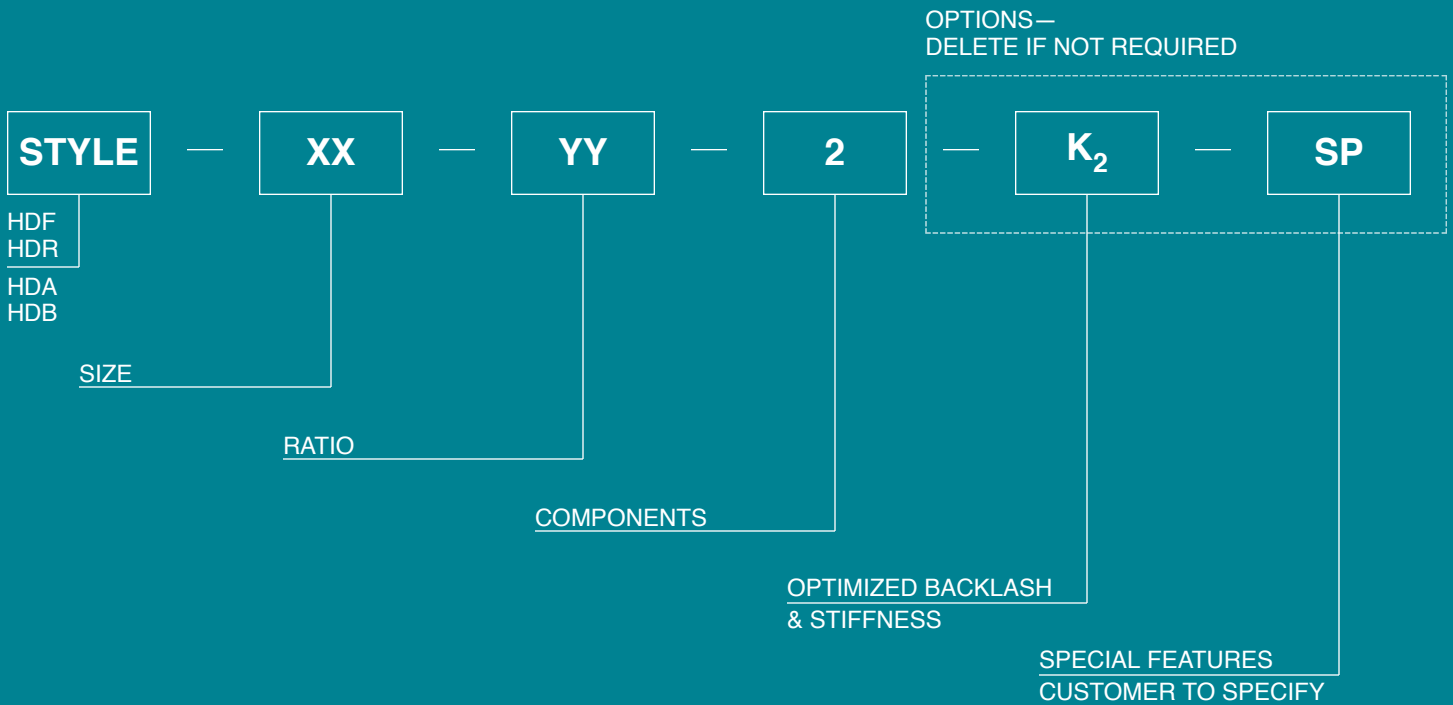 OPTIONS—
DELETE IF NOT REQUIRED
STYLE — XX — YY — 2 — K₂ — SP
HDF
HDR
HDA
HDB
SIZE
RATIO
COMPONENTS
OPTIMIZED BACKLASH
& STIFFNESS
SPECIAL FEATURES
CUSTOMER TO SPECIFY